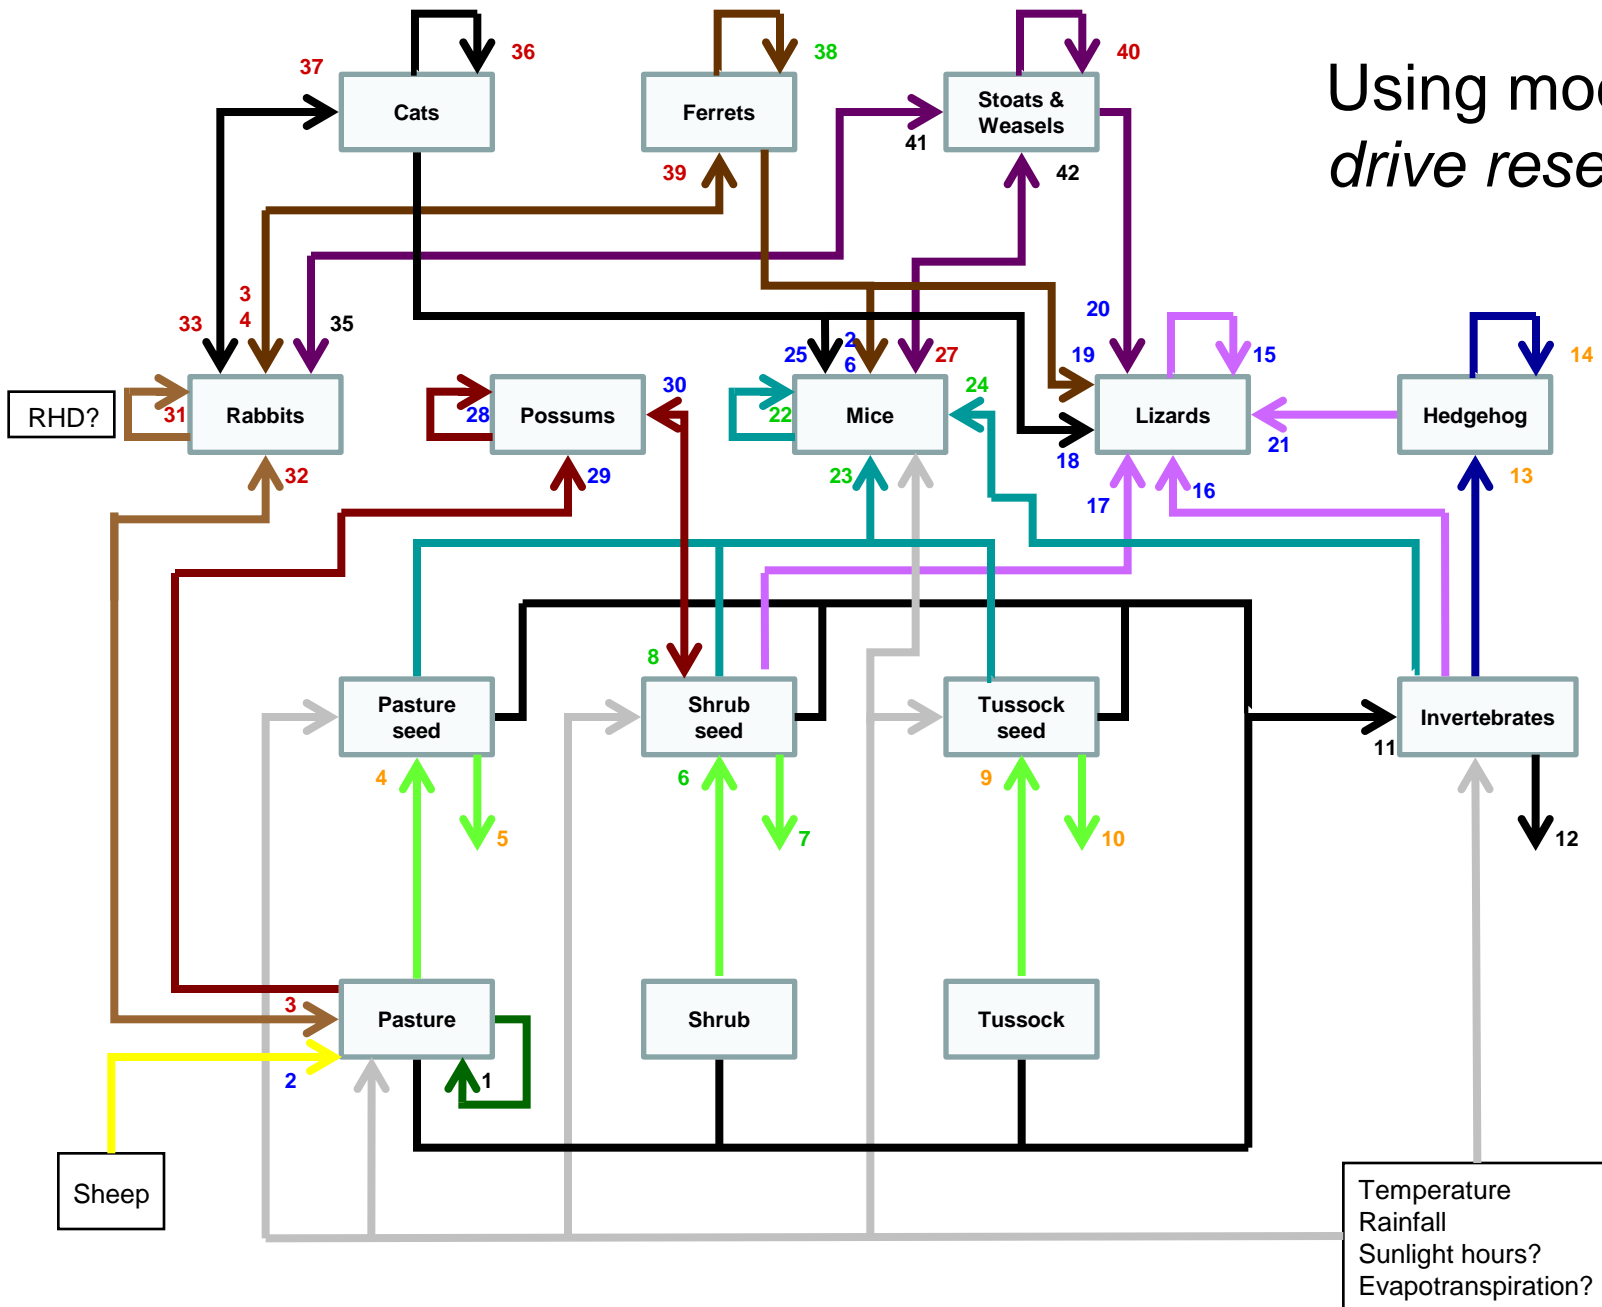 36
38
40
37
Using mo
drive rese
Cats
Ferrets
Stoats &
Weasels
41
39
42
3
4
33
35
20
25
2
6
27
19
15
14
30
24
RHD?
31
Rabbits
28
Possums
22
Mice
Lizards
Hedgehog
21
18
32
29
23
17
16
13
8
Pasture
seed
Shrub
seed
Tussock
seed
Invertebrates
11
4
6
9
5
7
10
12
3
Pasture
Shrub
Tussock
2
1
Sheep
Temperature
Rainfall
Sunlight hours?
Evapotranspiration?